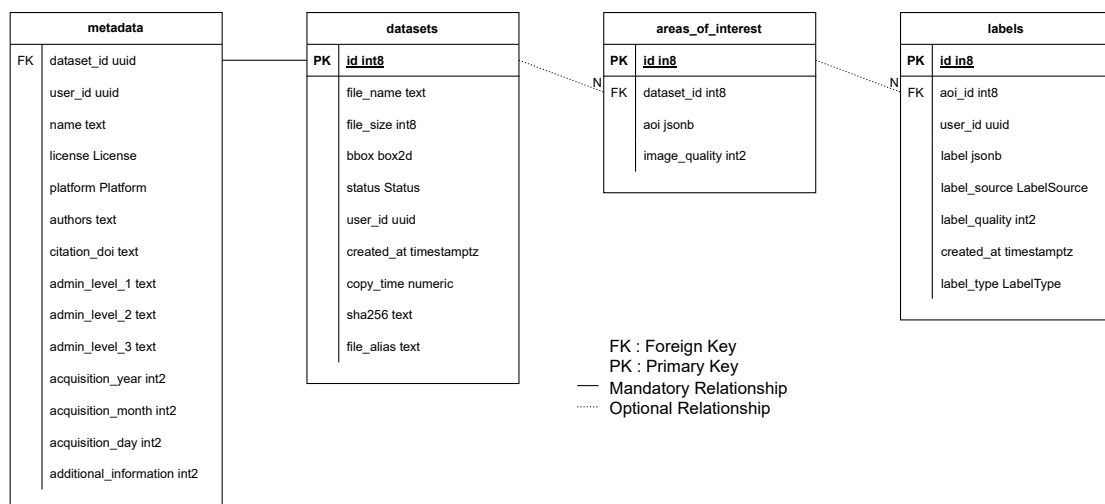 metadata
FK dataset_id uuid
user_id uuid
name text
license License
platform Platform
authors text
citation_doi text
admin_level_1 text
admin_level_2 text
admin_level_3 text
acquisition_year int2
acquisition_month int2
acquisition_day int2
additional_information int2
datasets
PK id int8
file_name text
file_size int8
bbox box2d
status Status
user_id uuid
created_at timestamptz
copy_time numeric
sha256 text
file_alias text
areas_of_interest
PK id in8
N
FK dataset_id int8
aoi jsonb
image_quality int2
labels
PK id in8
N
FK aoi_id int8
user_id uuid
label jsonb
label_source LabelSource
label_quality int2
created_at timestamptz
label_type LabelType
FK : Foreign Key
PK : Primary Key
Mandatory Relationship
Optional Relationship